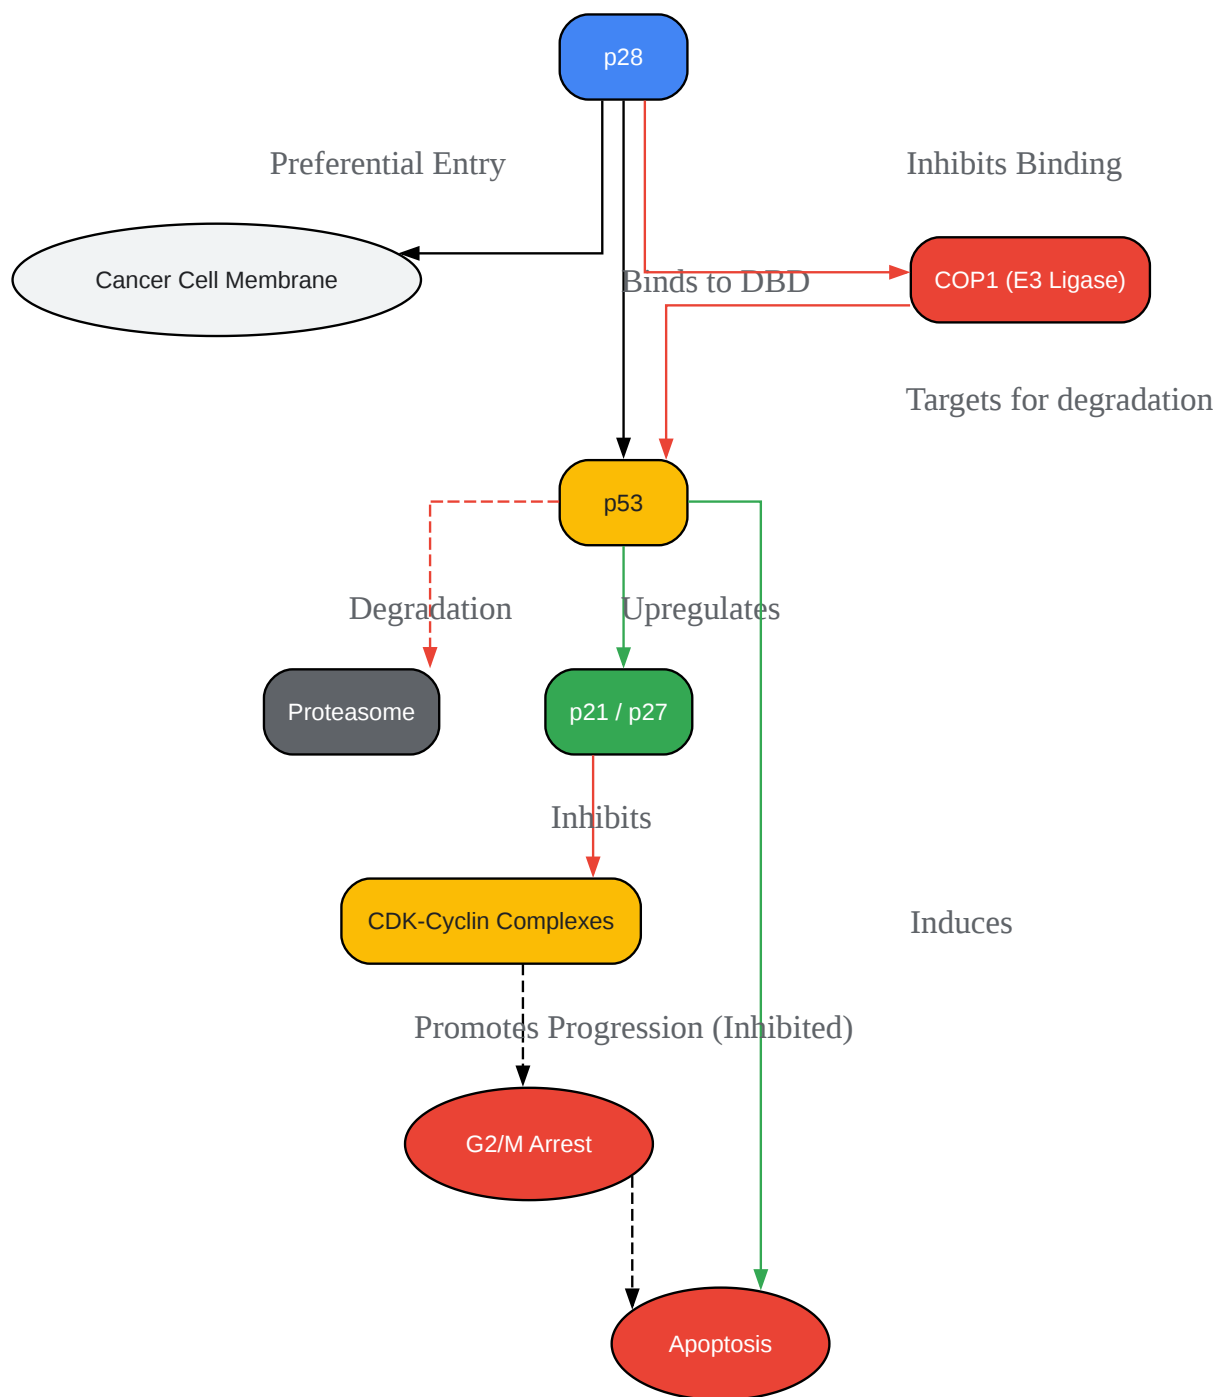 p28
Preferential Entry
Inhibits Binding
Cancer Cell Membrane
Binds to DBD
COP1 (E3 Ligase)
Targets for degradation
p53
Degradation
Upregulates
Proteasome
p21 / p27
Inhibits
CDK-Cyclin Complexes
Induces
Promotes Progression (Inhibited)
G2/M Arrest
Apoptosis